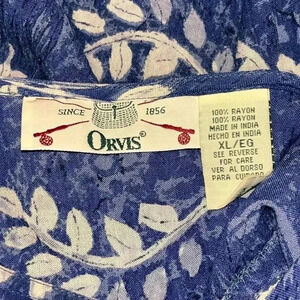 SINCE 1856
ORVIS®
100% RAYON
100% RAYON
MADE IN INDIA
HECHO EN INDIA
XL/EG
SEE REVERSE
FOR CARE
VER AL DORSO
PARA CUIDADO